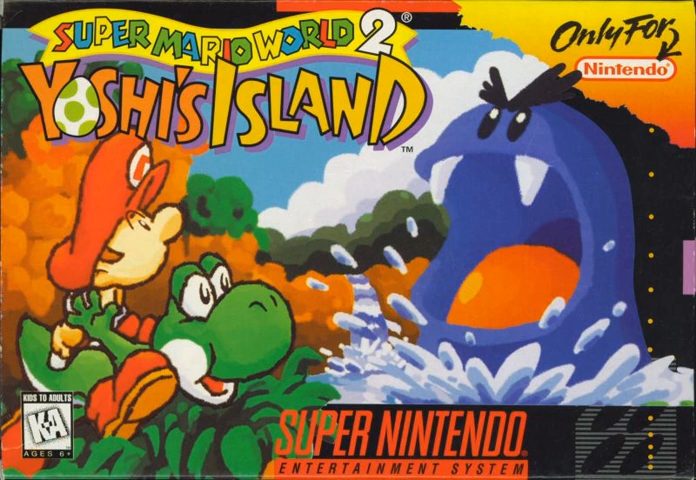 SUPER MARIO WORLD 2®
YOSHI'S ISLAND
TM
Only For
Nintendo®
KIDS TO ADULTS
KA
AGES 6+
SUPER NINTENDO®
ENTERTAINMENT SYSTEM